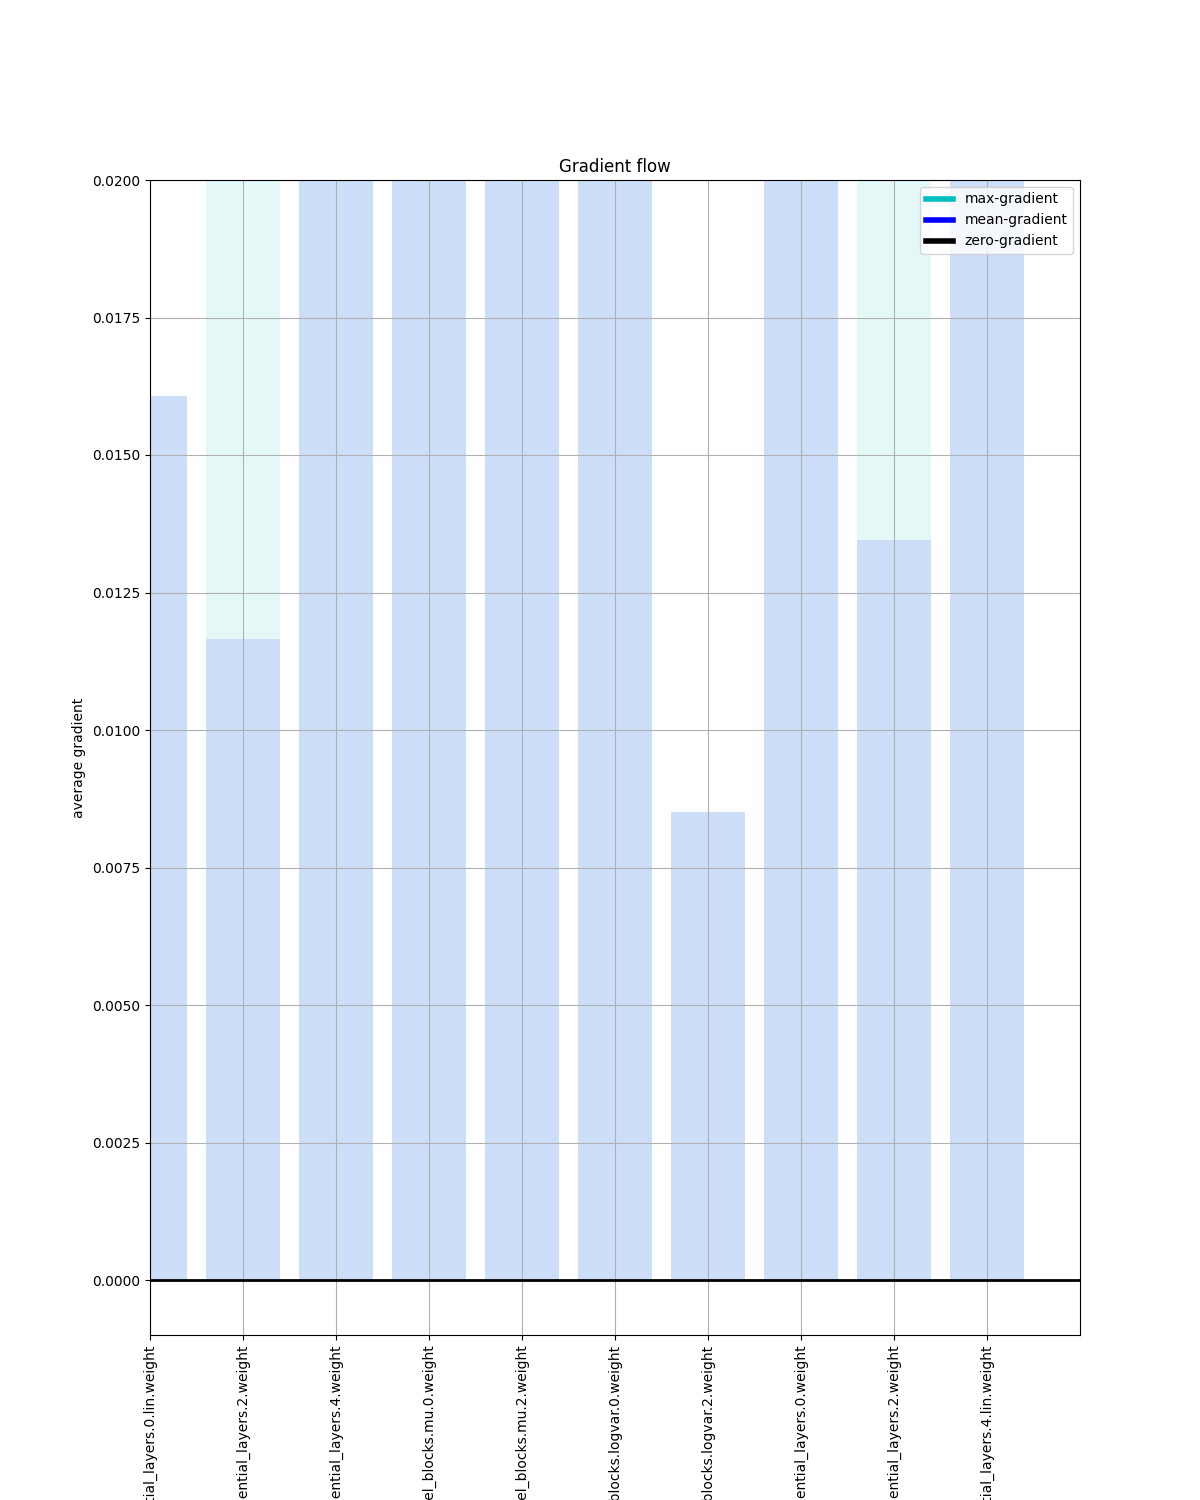 Gradient flow
max-gradient
mean-gradient
zero-gradient
0.0200
0.0175
0.0150
0.0125
0.0100
0.0075
0.0050
0.0025
0.0000
average gradient
tial_layers.0.lin.weight
ential_layers.2.weight
ential_layers.4.weight
el_blocks.mu.0.weight
el_blocks.mu.2.weight
blocks.logvar.0.weight
blocks.logvar.2.weight
ential_layers.0.weight
ential_layers.2.weight
tial_layers.4.lin.weight